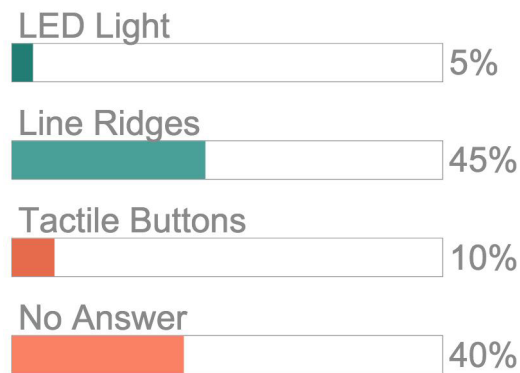 LED Light
5%
Line Ridges
45%
Tactile Buttons
10%
No Answer
40%